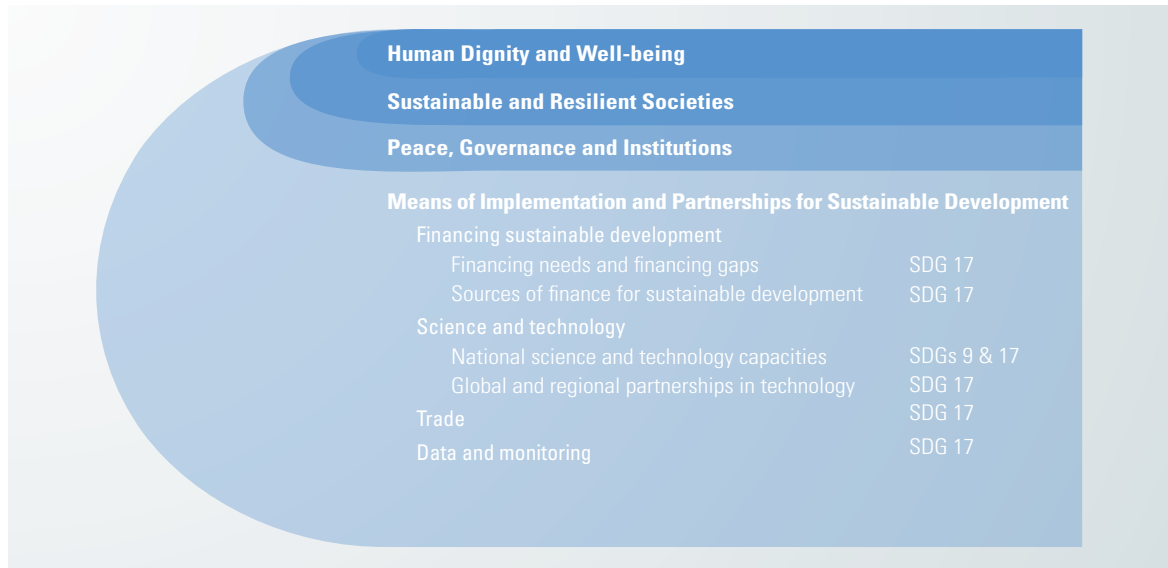 Human Dignity and Well-being
Sustainable and Resilient Societies
Peace, Governance and Institutions
Means of Implementation and Partnerships for Sustainable Development
Financing sustainable development
Financing needs and financing gaps SDG 17
Sources of finance for sustainable development SDG 17
Science and technology
National science and technology capacities SDGs 9 & 17
Global and regional partnerships in technology SDG 17
Trade SDG 17
Data and monitoring SDG 17